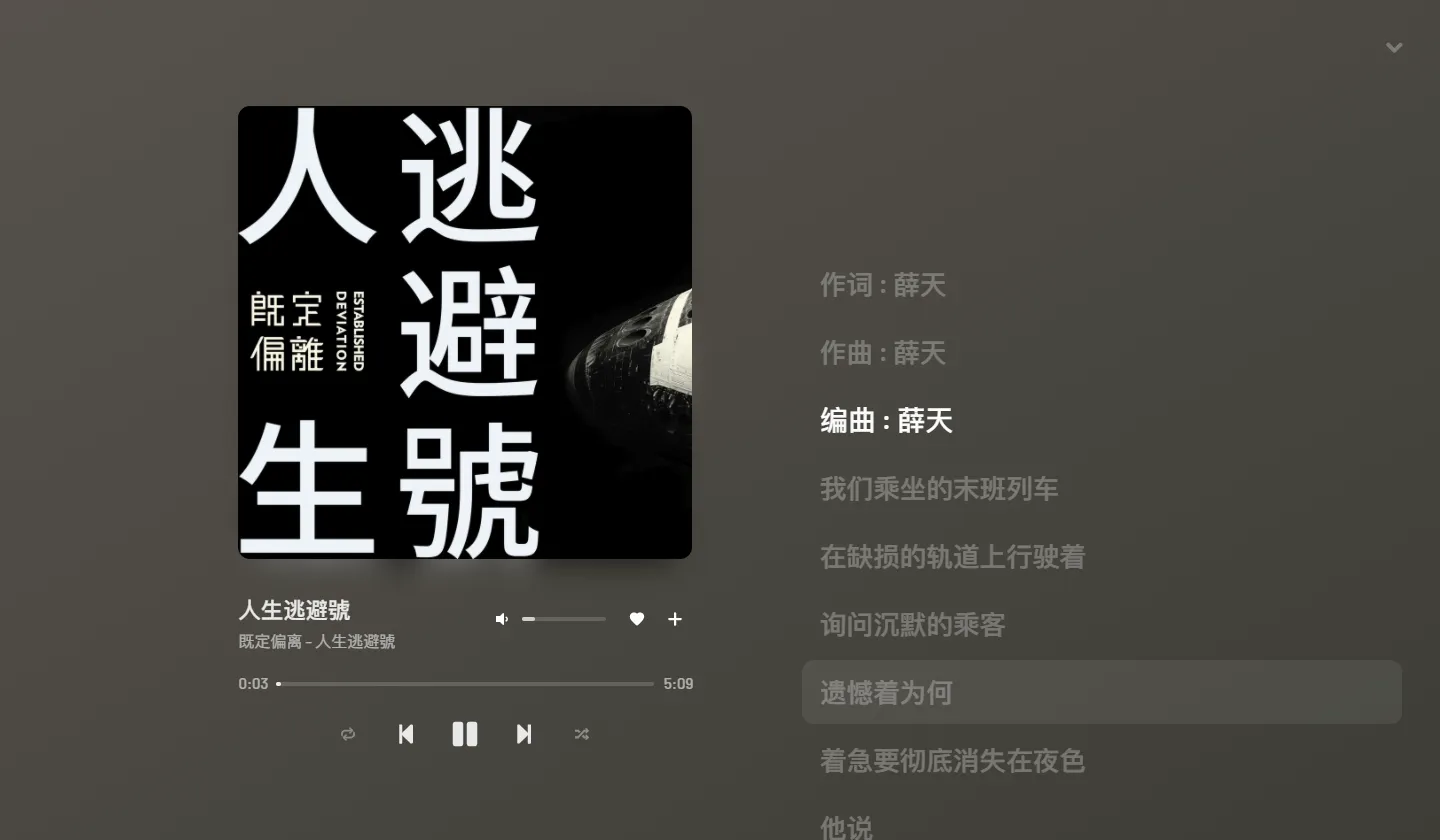 人 逃
避
生 號
既定
偏離
ESTABLISHED
DEVIATION
人生逃避號
既定偏离 – 人生逃避號
0:03
5:09
作词 : 薛天
作曲 : 薛天
编曲 : 薛天
我们乘坐的末班列车
在缺损的轨道上行驶着
询问沉默的乘客
遗憾着为何
着急要彻底消失在夜色
他说